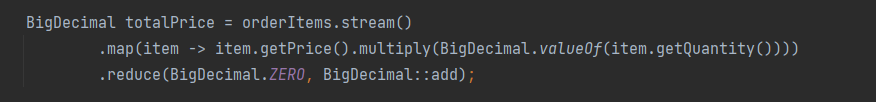 BigDecimal totalPrice = orderItems.stream()
.map(item -> item.getPrice().multiply(BigDecimal.valueOf(item.getQuantity())))
.reduce(BigDecimal.ZERO, BigDecimal::add);